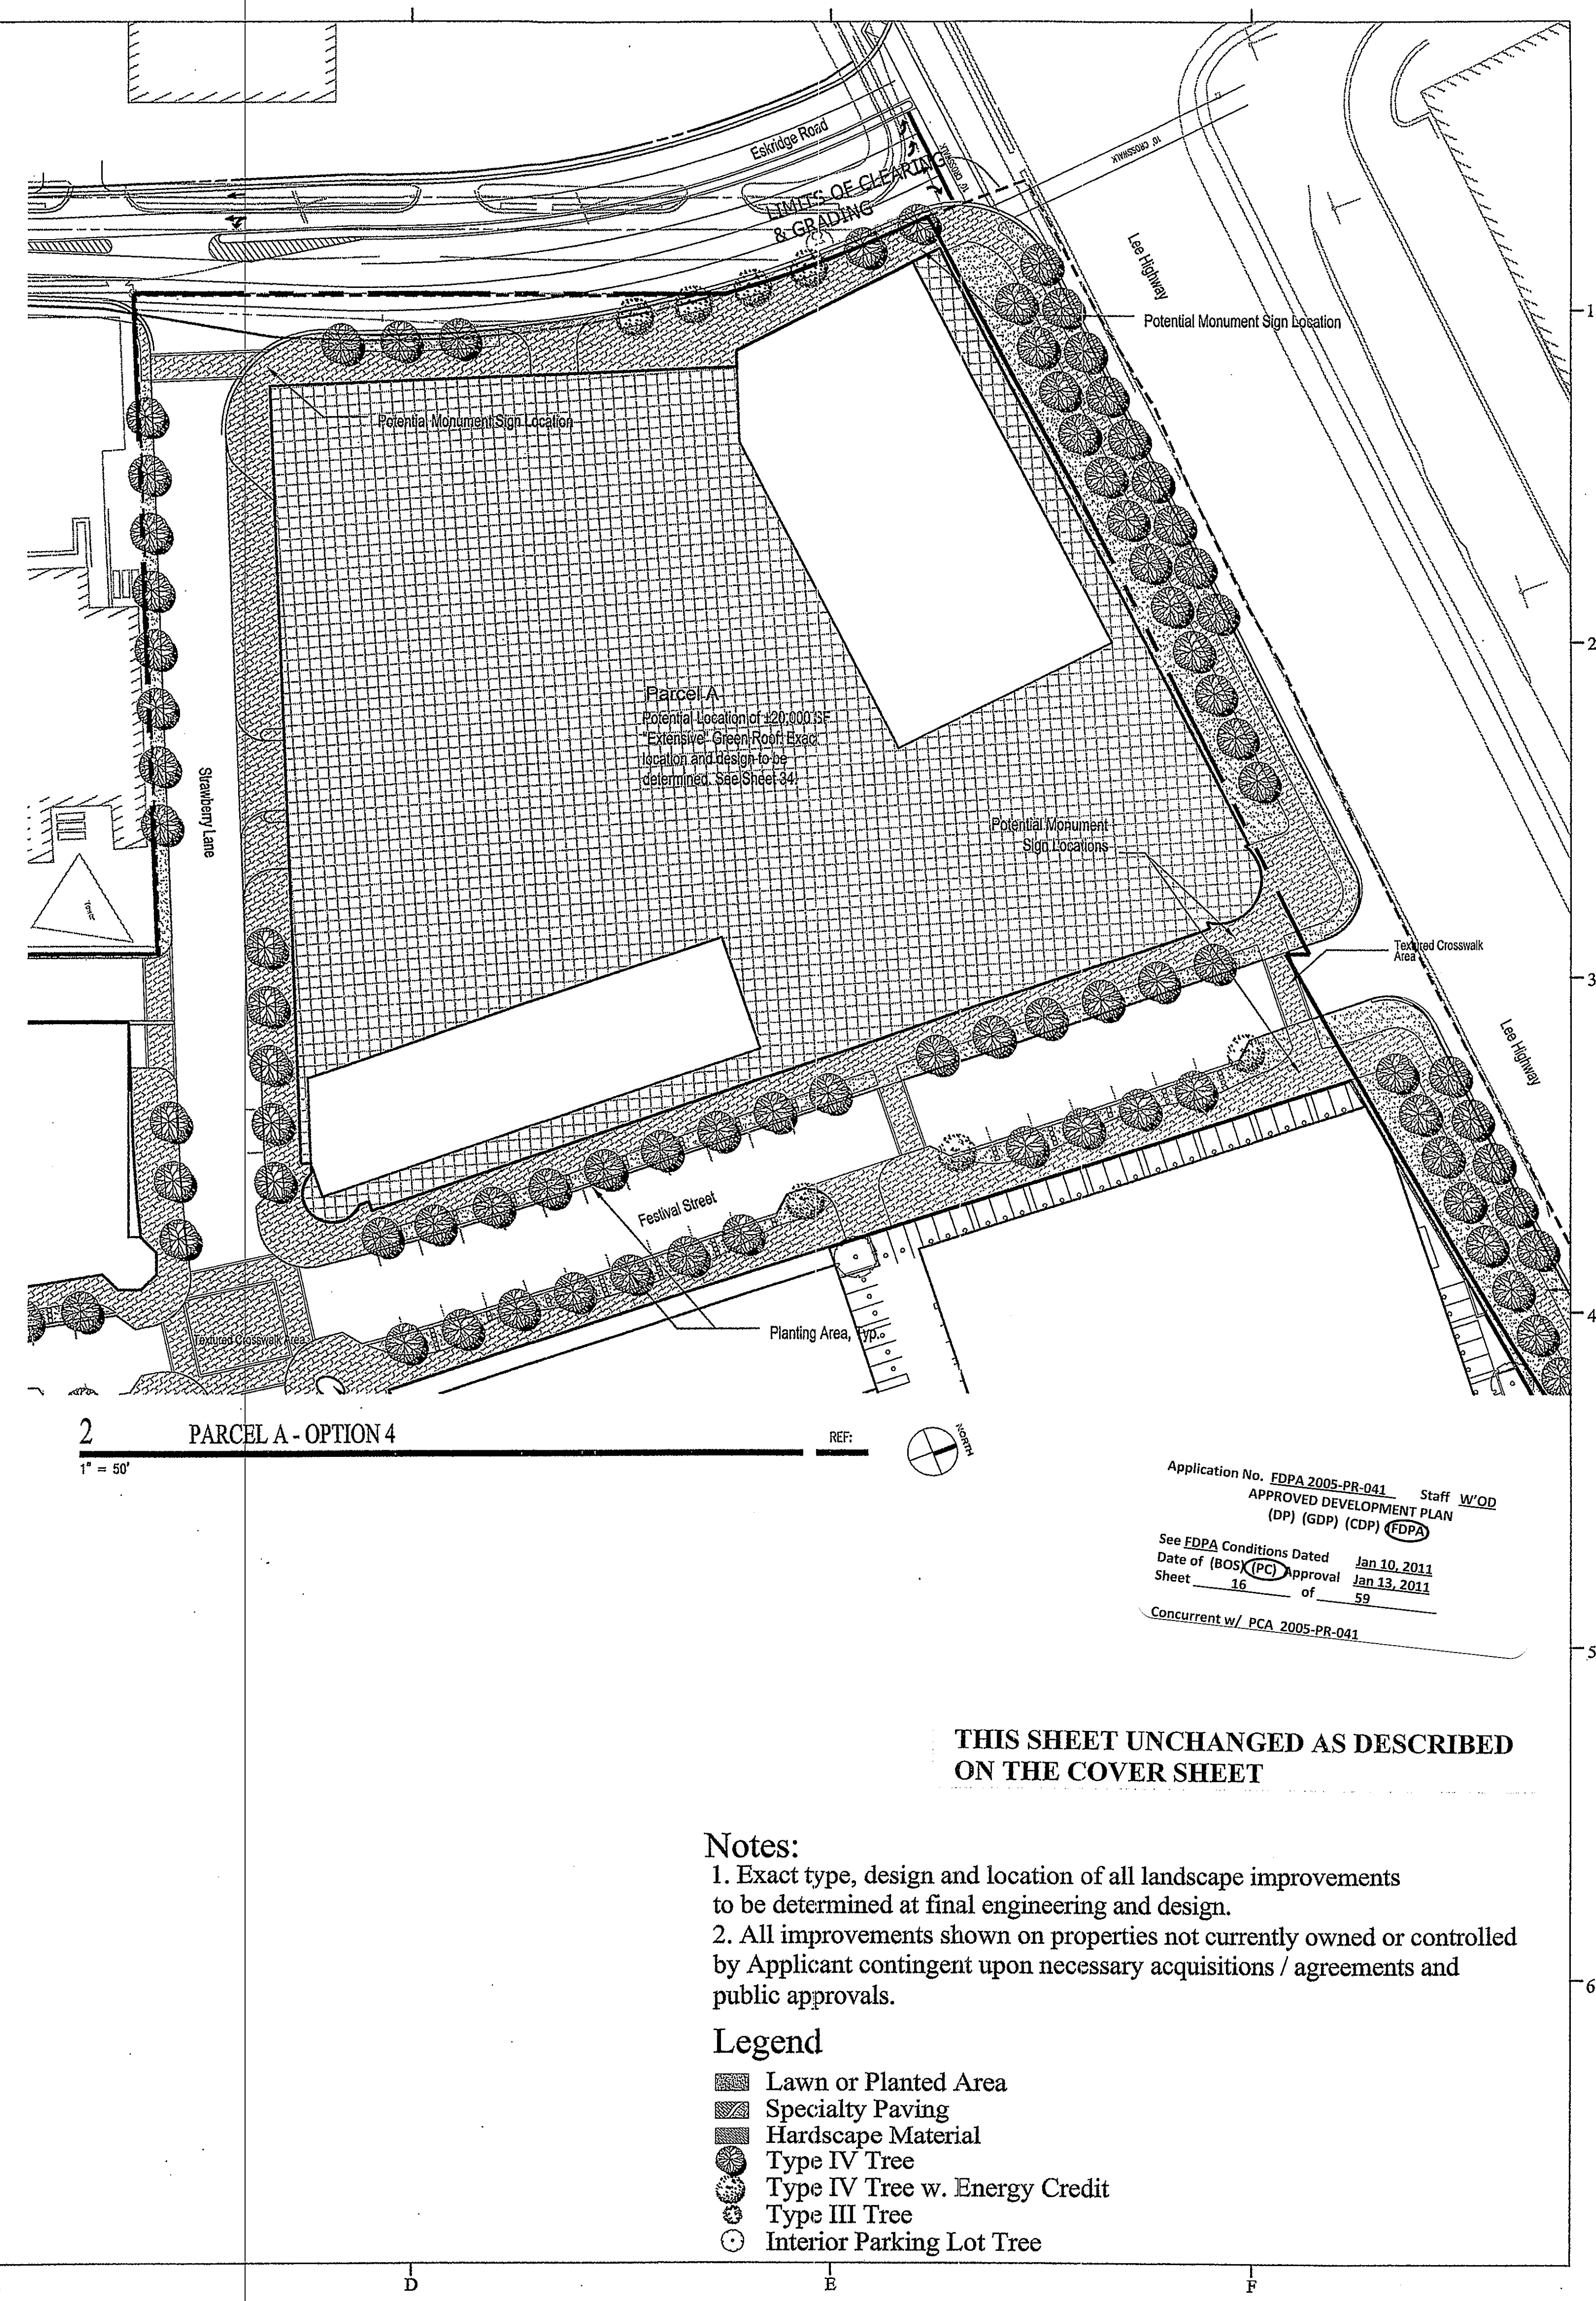 Eskridge Road
10' CROSSWALK
10' CROSSWALK
LIMITS OF CLEARING
& GRADING
Lee Highway
Potential Monument Sign Location
1
Potential Monument Sign Location
2
Parcel A
Potential Location of ±20,000 SF
"Extensive" Green Roof. Exact
location and design to be
determined. See Sheet 34.
Strawberry Lane
Potential Monument
Sign Locations
Tower
Textured Crosswalk
Area
3
Lee Highway
Festival Street
4
Textured Crosswalk Area
Planting Area, Typ.
2 PARCEL A - OPTION 4 REF:
NORTH
1" = 50'
Application No. FDPA 2005-PR-041 Staff W'OD
APPROVED DEVELOPMENT PLAN
(DP) (GDP) (CDP) (FDPA)
See FDPA Conditions Dated Jan 10, 2011
Date of (BOS) (PC) Approval Jan 13, 2011
Sheet 16 of 59
Concurrent w/ PCA 2005-PR-041
5
THIS SHEET UNCHANGED AS DESCRIBED
ON THE COVER SHEET
Notes:
1. Exact type, design and location of all landscape improvements
to be determined at final engineering and design.
2. All improvements shown on properties not currently owned or controlled
by Applicant contingent upon necessary acquisitions / agreements and
public approvals.
6
Legend
Lawn or Planted Area
Specialty Paving
Hardscape Material
Type IV Tree
Type IV Tree w. Energy Credit
Type III Tree
Interior Parking Lot Tree
D E F